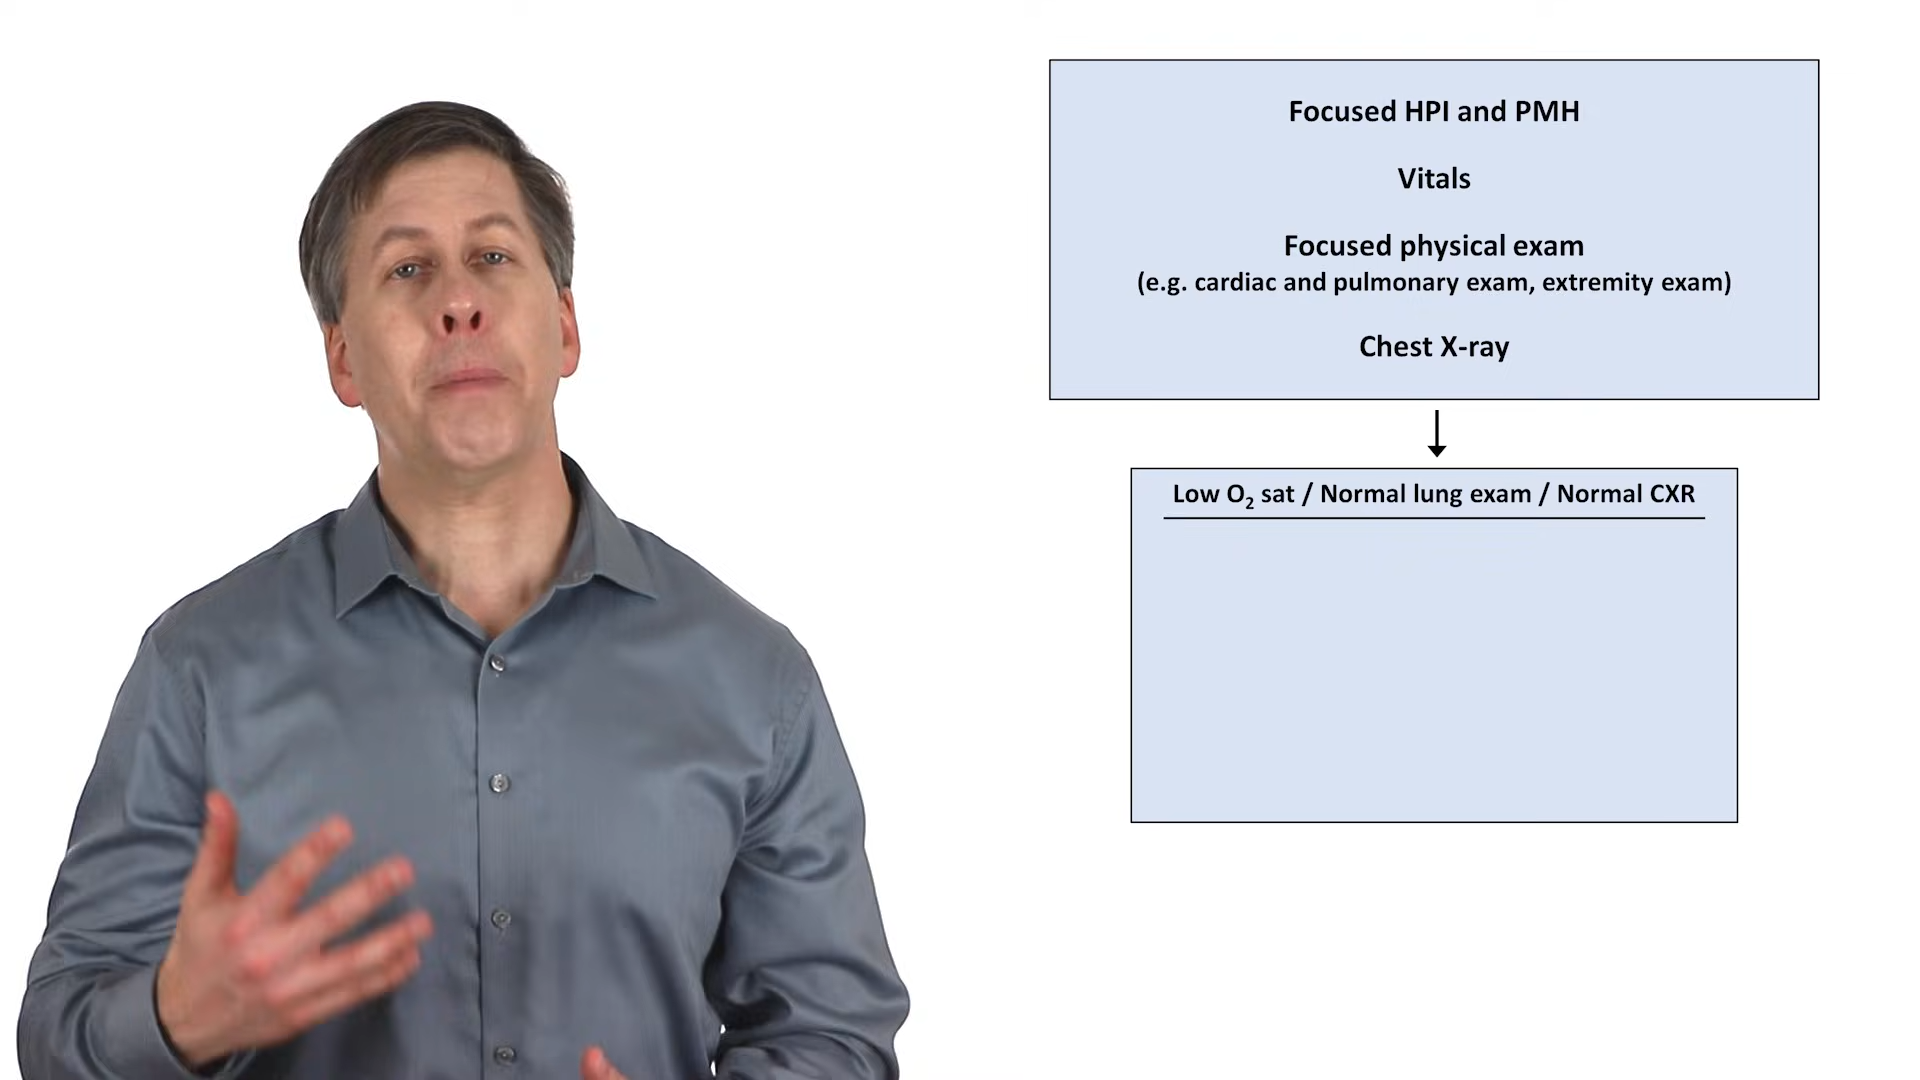 Focused HPI and PMH
Vitals
Focused physical exam
(e.g. cardiac and pulmonary exam, extremity exam)
Chest X-ray
Low O₂ sat / Normal lung exam / Normal CXR